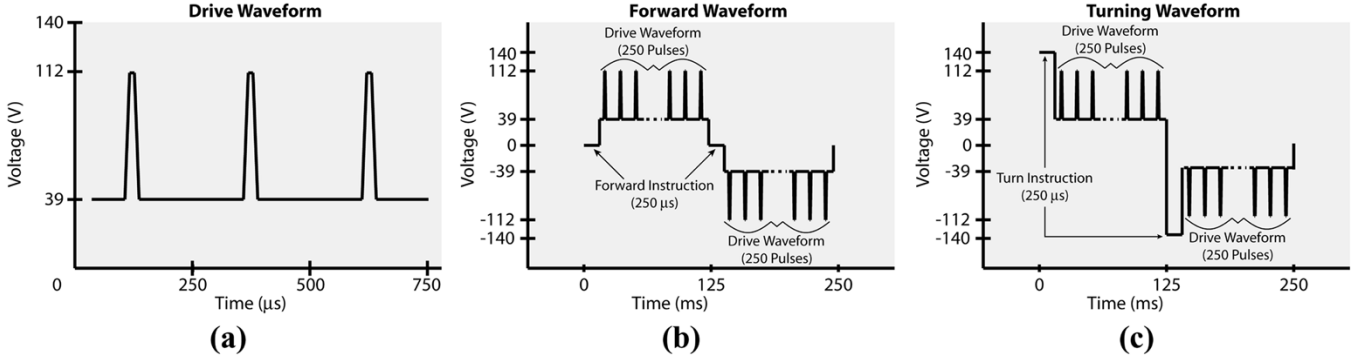 Drive Waveform
140
112
39
0
250
500
750
Voltage (V)
Time (μs)
(a)
Forward Waveform
Drive Waveform
(250 Pulses)
140
112
39
0
-39
-112
-140
Voltage (V)
Forward Instruction
(250 μs)
Drive Waveform
(250 Pulses)
0
125
250
Time (ms)
(b)
Turning Waveform
Drive Waveform
(250 Pulses)
140
112
39
0
-39
-112
-140
Voltage (V)
Turn Instruction
(250 μs)
Drive Waveform
(250 Pulses)
0
125
250
Time (ms)
(c)